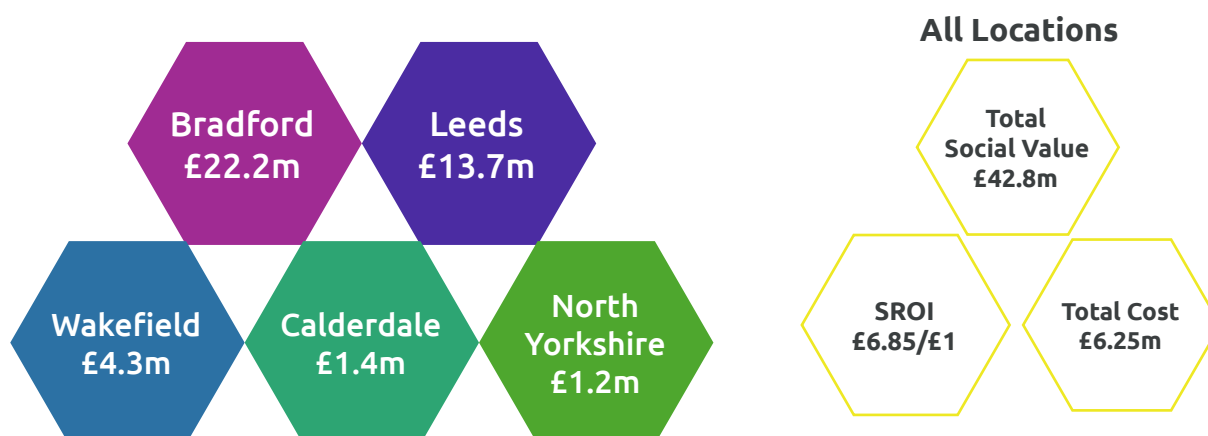 Bradford
£22.2m
Leeds
£13.7m
Wakefield
£4.3m
Calderdale
£1.4m
North
Yorkshire
£1.2m
All Locations
Total
Social Value
£42.8m
SROI
£6.85/£1
Total Cost
£6.25m